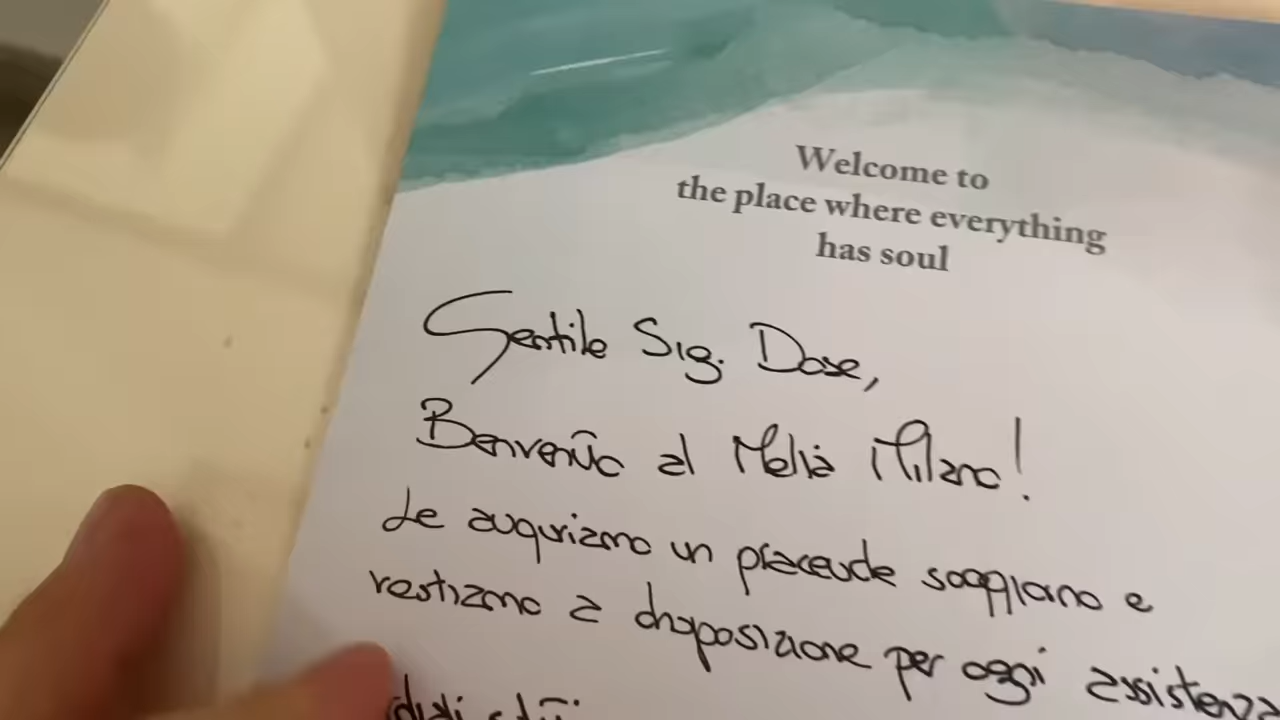 Welcome to
the place where everything
has soul
Gentile Sig. Dose,
Benvenuto al Melià Milano!
Le auguriamo un piacevole soggiorno e
restiamo a disposizione per ogni assistenza